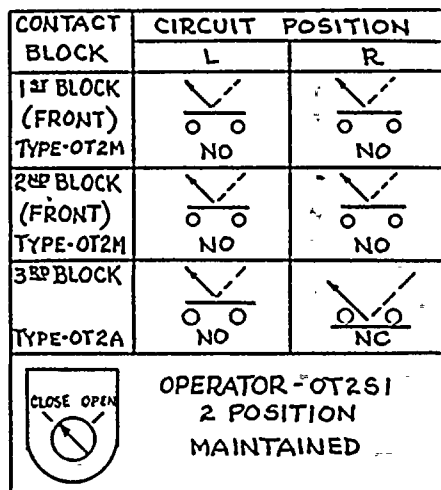 CONTACT BLOCK
CIRCUIT POSITION
L R
1ST BLOCK
(FRONT)
TYPE-OT2M
NO NO
2ND BLOCK
(FRONT)
TYPE-OT2M
NO NO
3RD BLOCK
TYPE-OT2A
NO NC
CLOSE OPEN
OPERATOR-OT2S1
2 POSITION
MAINTAINED